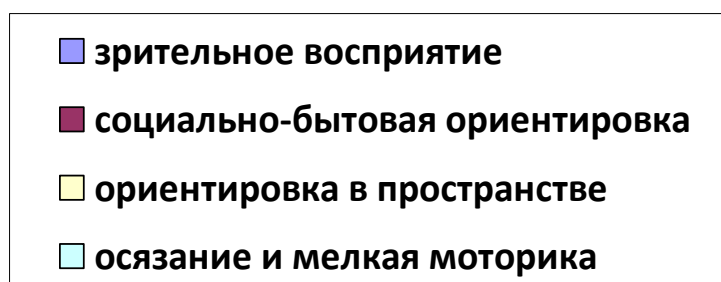 зрительное восприятие
социально-бытовая ориентировка
ориентировка в пространстве
осязание и мелкая моторика